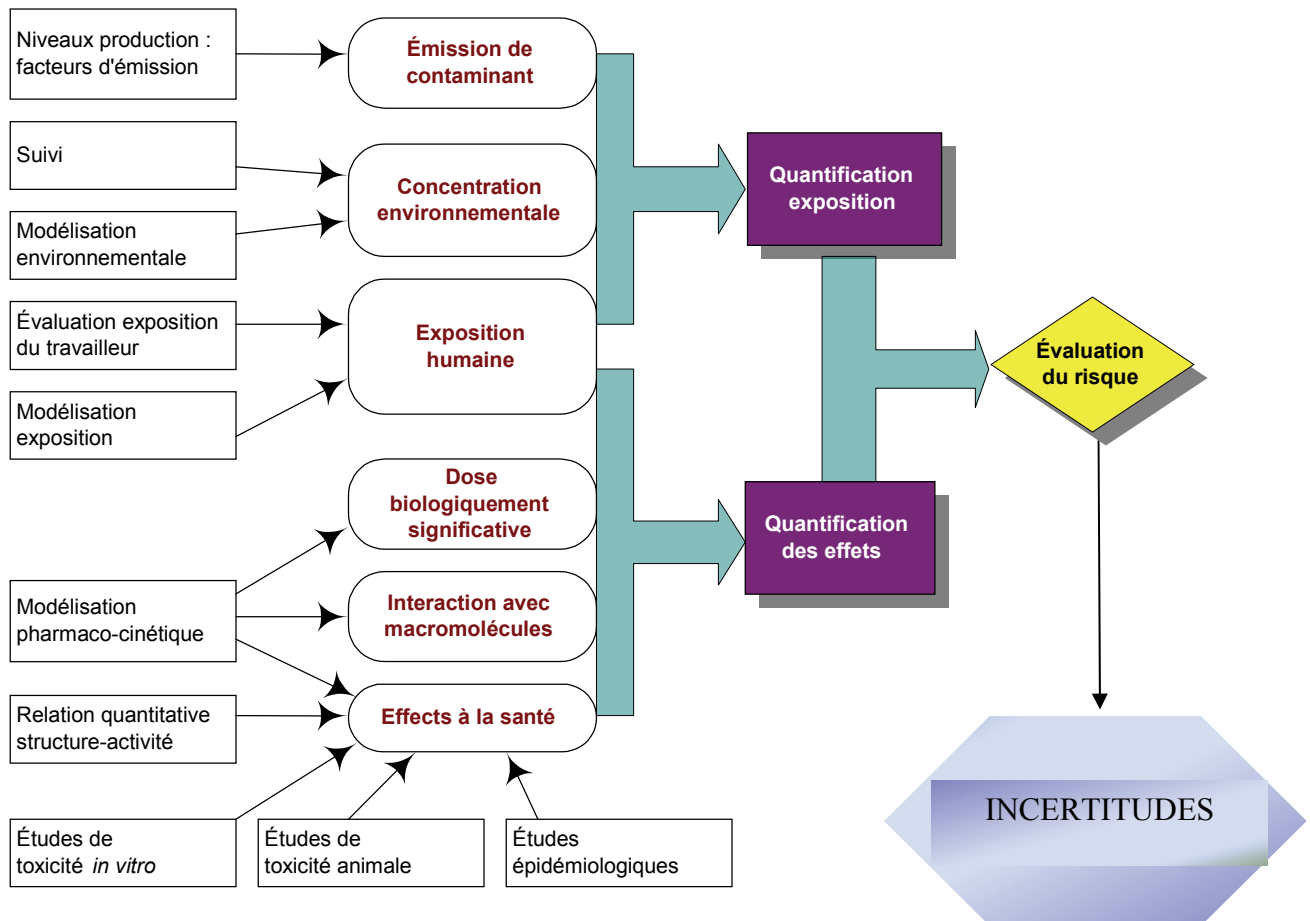 Niveaux production :
facteurs d'émission
Émission de
contaminant
Suivi
Concentration
environnementale
Modélisation
environnementale
Quantification
exposition
Évaluation exposition
du travailleur
Exposition
humaine
Modélisation
exposition
Évaluation
du risque
Dose
biologiquement
significative
Quantification
des effets
Modélisation
pharmaco-cinétique
Interaction avec
macromolécules
Relation quantitative
structure-activité
Effects à la santé
INCERTITUDES
Études de
toxicité in vitro
Études de
toxicité animale
Études
épidémiologiques